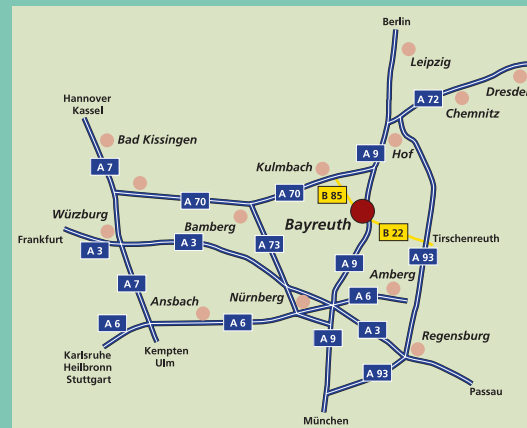 Berlin
Leipzig
Dresde
A 72
Chemnitz
Hannover
Kassel
Bad Kissingen
Hof
A 9
A 7
Kulmbach
A 70
A 70
B 85
Würzburg
Bamberg
Bayreuth
B 22
Frankfurt
A 3
A 3
A 73
Tirschenreuth
A 93
A 9
A 7
Amberg
Ansbach
Nürnberg
A 6
A 6
A 6
A 3
A 9
Regensburg
Karlsruhe
Heilbronn
Stuttgart
Kempten
Ulm
A 93
Passau
München